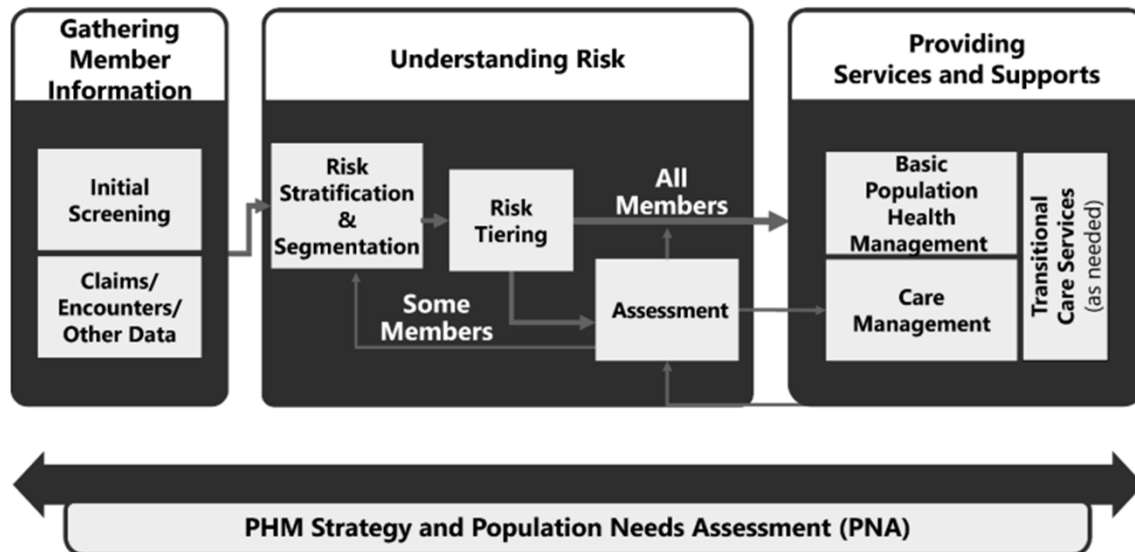 Gathering
Member
Information
Initial
Screening
Claims/
Encounters/
Other Data
Understanding Risk
Risk
Stratification
&
Segmentation
Risk
Tiering
All
Members
Some
Members
Assessment
Providing
Services and Supports
Basic
Population
Health
Management
Care
Management
Transitional
Care Services
(as needed)
PHM Strategy and Population Needs Assessment (PNA)